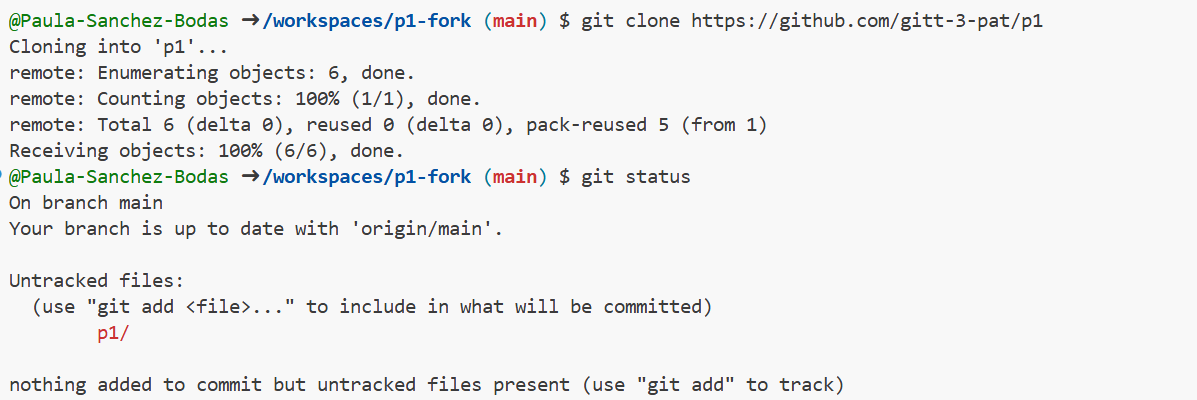 @Paula-Sanchez-Bodas ➜/workspaces/p1-fork (main) $ git clone https://github.com/gitt-3-pat/p1
Cloning into 'p1'...
remote: Enumerating objects: 6, done.
remote: Counting objects: 100% (1/1), done.
remote: Total 6 (delta 0), reused 0 (delta 0), pack-reused 5 (from 1)
Receiving objects: 100% (6/6), done.
@Paula-Sanchez-Bodas ➜/workspaces/p1-fork (main) $ git status
On branch main
Your branch is up to date with 'origin/main'.

Untracked files:
  (use "git add <file>..." to include in what will be committed)
        p1/

nothing added to commit but untracked files present (use "git add" to track)